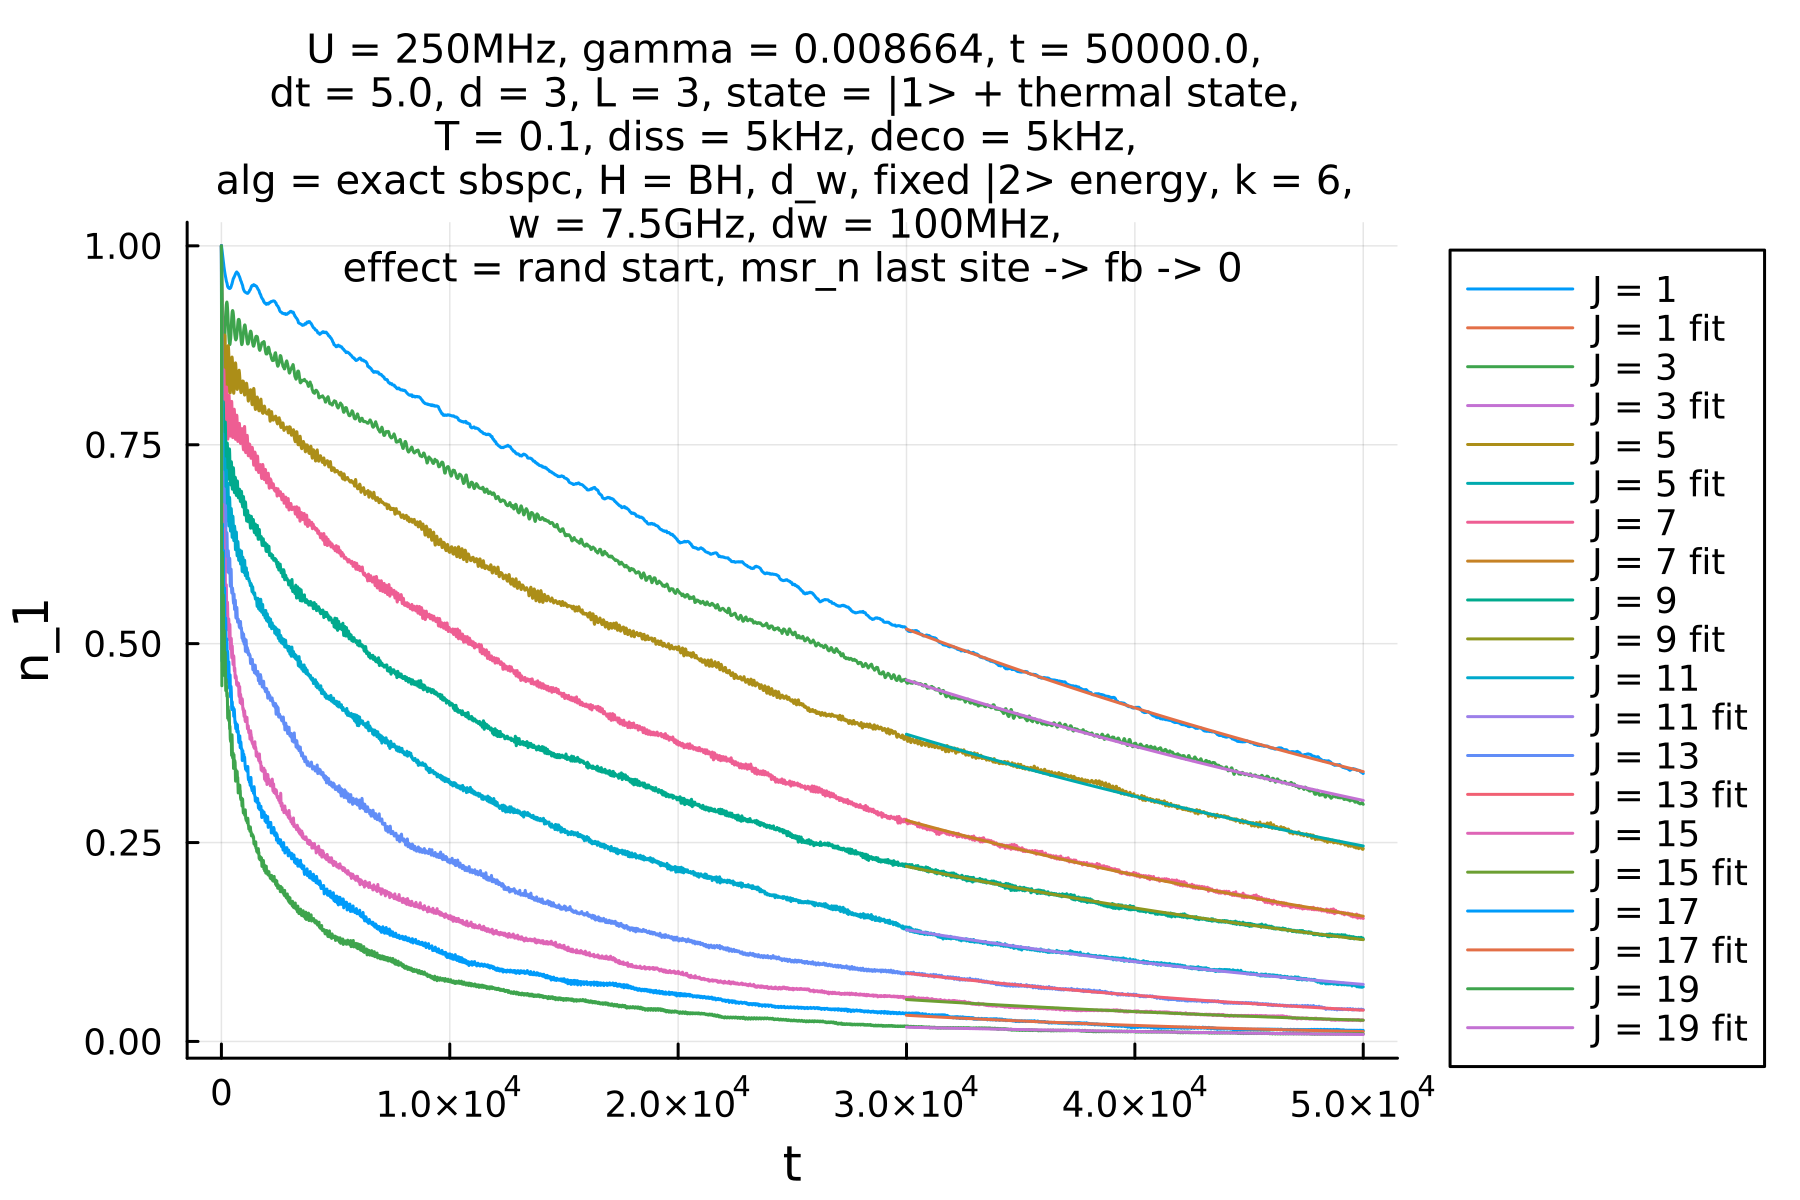 U = 250MHz, gamma = 0.008664, t = 50000.0,
dt = 5.0, d = 3, L = 3, state = |1> + thermal state,
T = 0.1, diss = 5kHz, deco = 5kHz,
alg = exact sbspc, H = BH, d_w, fixed |2> energy, k = 6,
w = 7.5GHz, dw = 100MHz,
effect = rand start, msr_n last site -> fb -> 0
n_1
1.00
0.75
0.50
0.25
0.00
0
1.0×10⁴
2.0×10⁴
3.0×10⁴
4.0×10⁴
5.0×10⁴
t
J = 1
J = 1 fit
J = 3
J = 3 fit
J = 5
J = 5 fit
J = 7
J = 7 fit
J = 9
J = 9 fit
J = 11
J = 11 fit
J = 13
J = 13 fit
J = 15
J = 15 fit
J = 17
J = 17 fit
J = 19
J = 19 fit